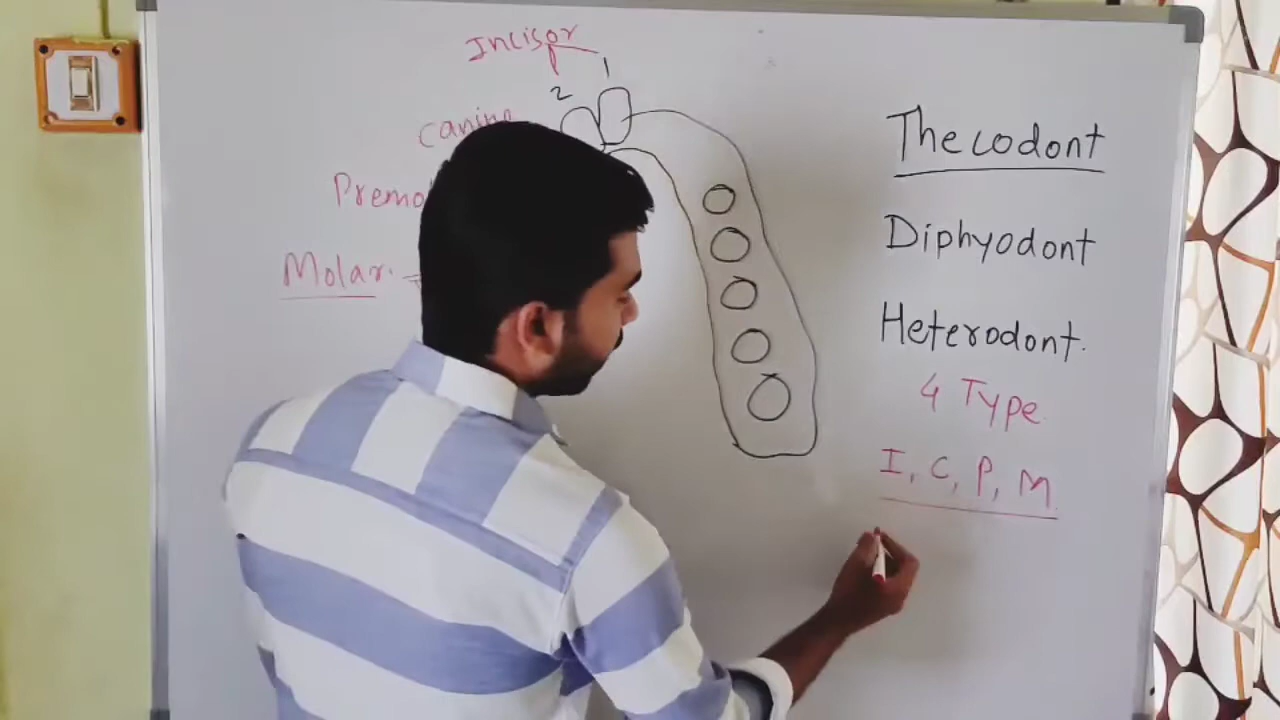 Incisor
1
2
Canine
Premo
Molar.
Thecodont
Diphyodont
Heterodont.
4 Type
I, C, P, M